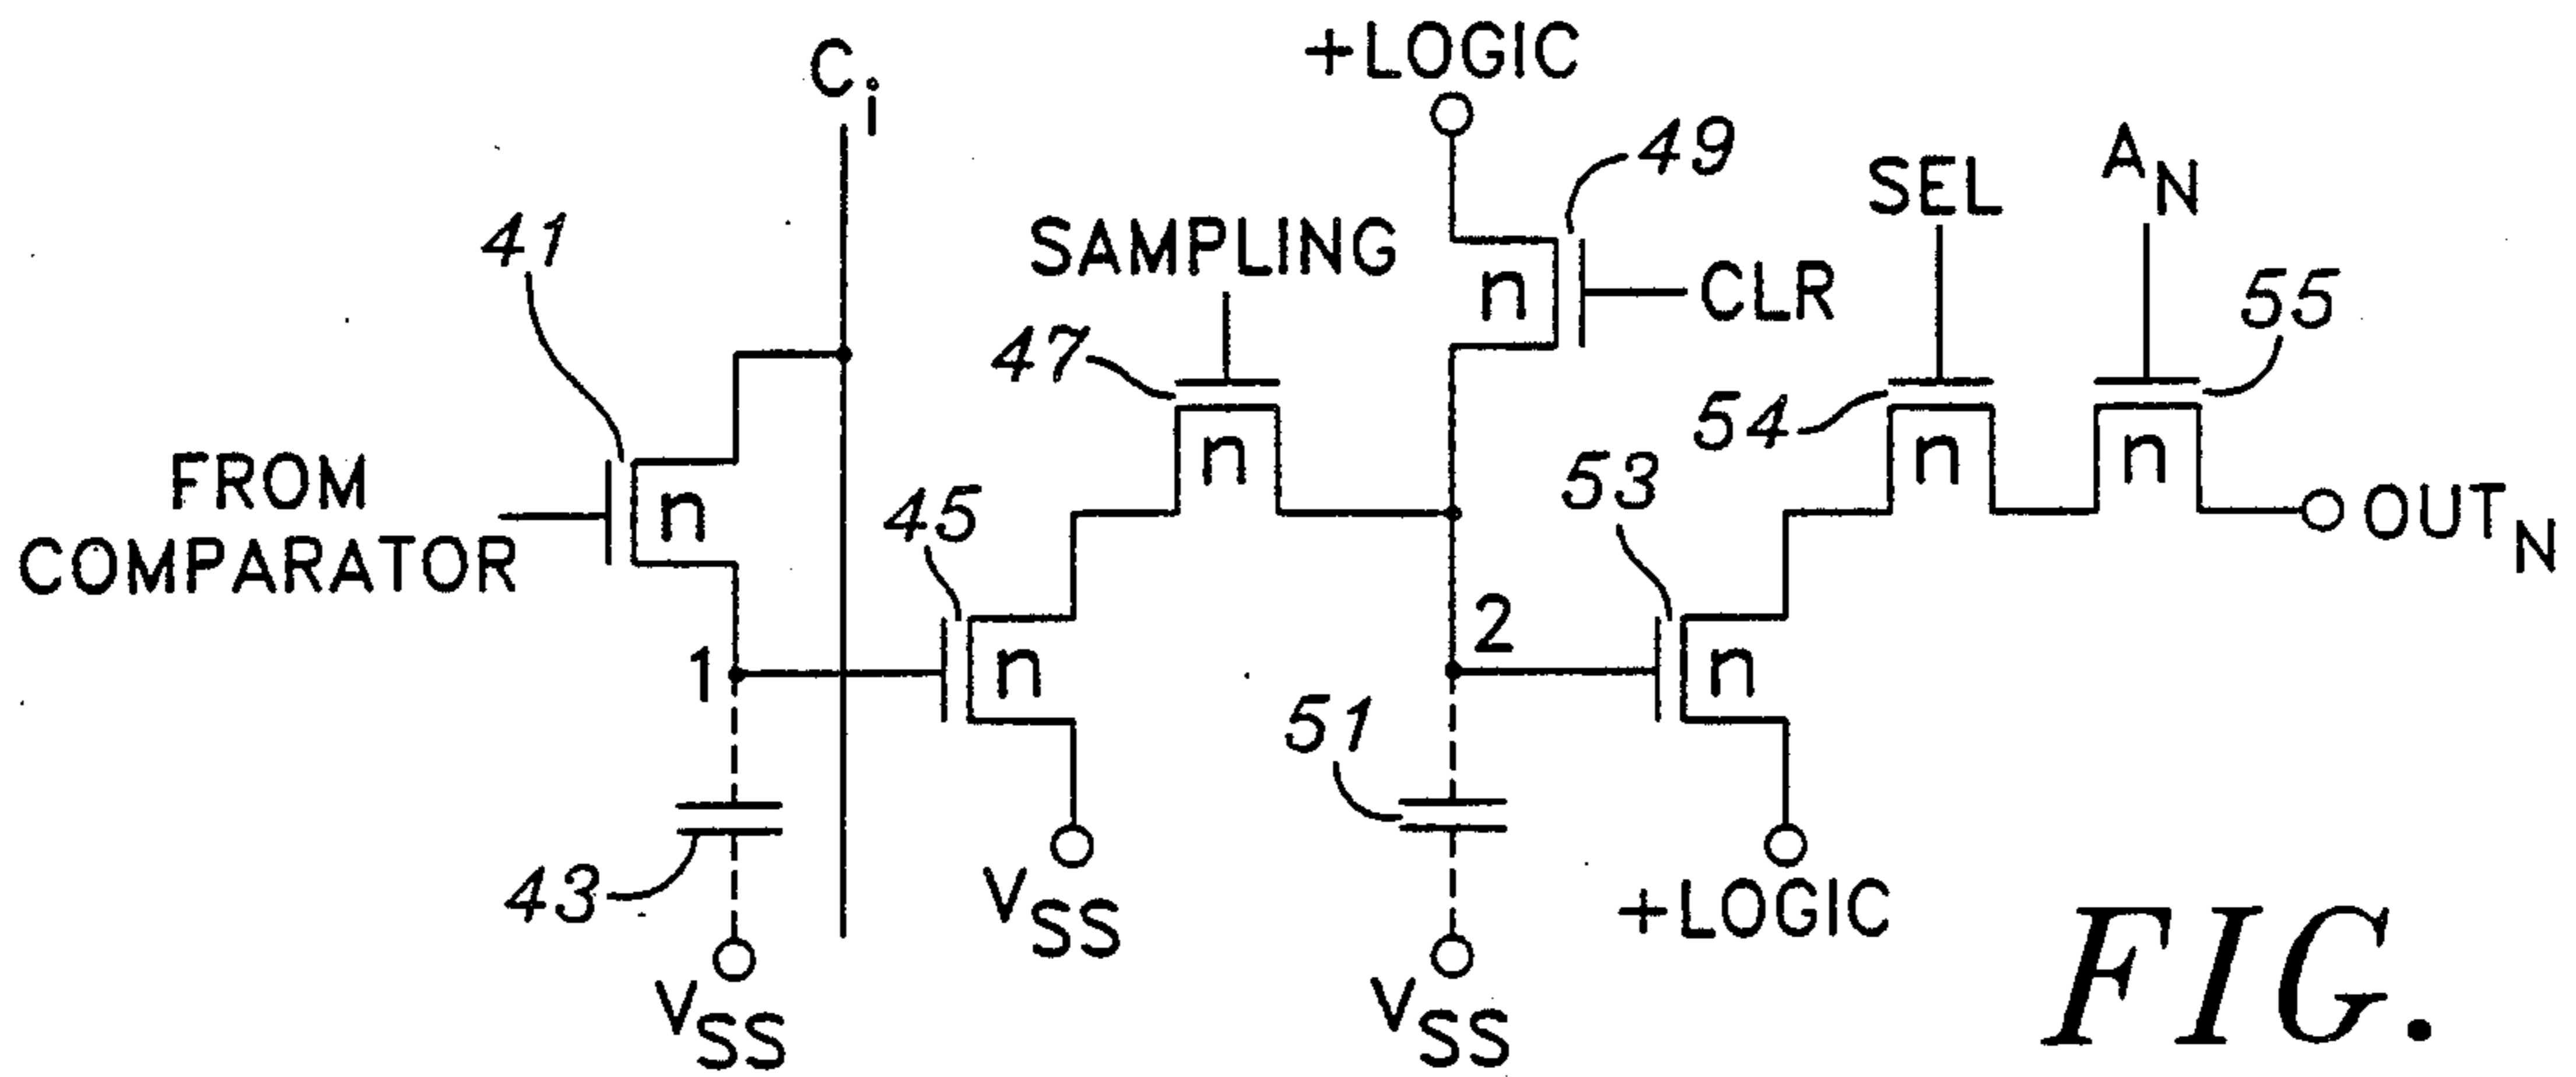 +LOGIC
C_i
49
SEL
A_N
41
SAMPLING
n
CLR
55
47
54
n
n
n
FROM
COMPARATOR
n
45
53
OUT_N
1
n
2
n
51
43
V_SS
+LOGIC
V_SS
V_SS
FIG.